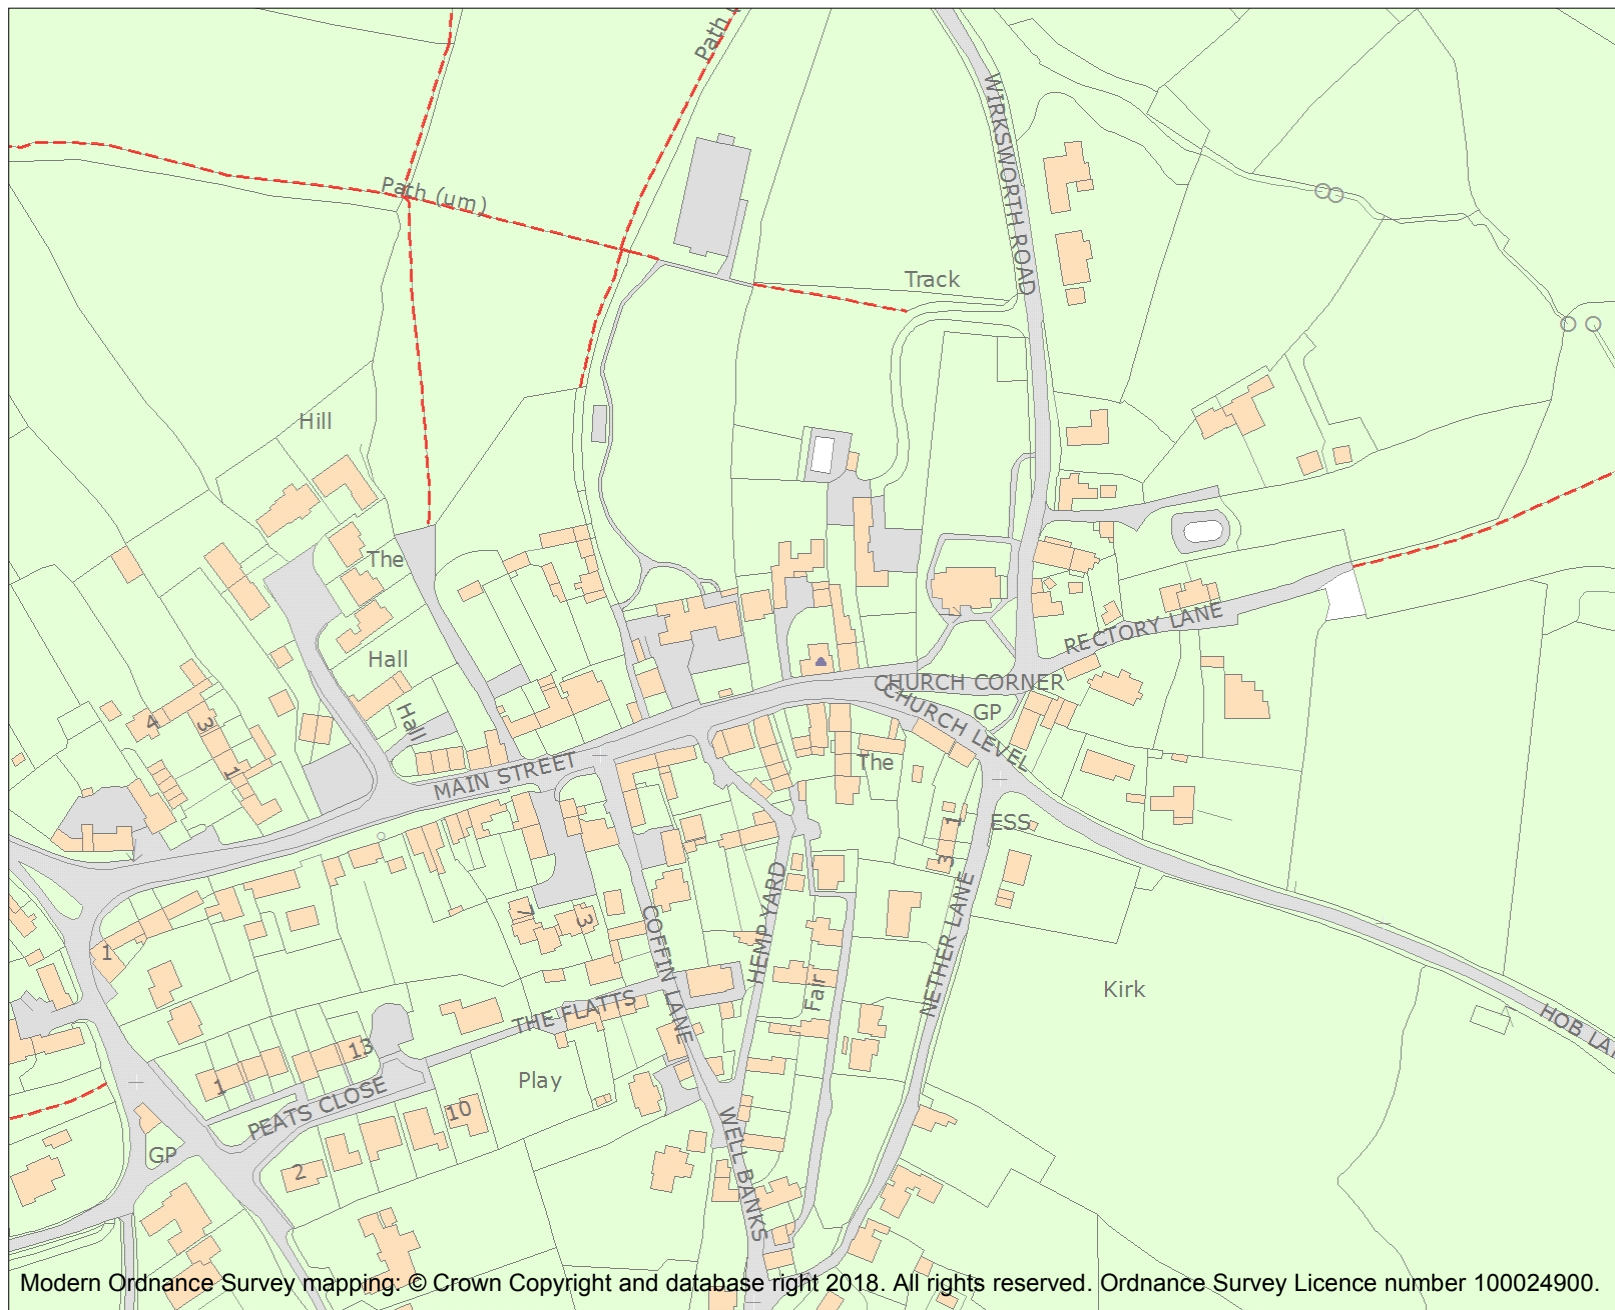 Path
WIRKSWORTH ROAD
Path (um)
Track
Hill
The
RECTORY LANE
Hall
CHURCH CORNER
4
3
Hall
GP
CHURCH LEVEL
The
MAIN STREET
1
1
ESS
3
HEMP YARD
7
3
COFFIN LANE
NETHER LANE
1
Fair
Kirk
THE FLATTS
HOB LA
13
1
Play
PEATS CLOSE
10
GP
2
WELL BANKS
Modern Ordnance Survey mapping: © Crown Copyright and database right 2018. All rights reserved. Ordnance Survey Licence number 100024900.